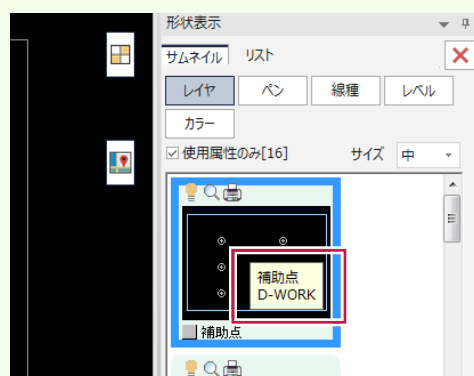 形状表示
サムネイル リスト
レイヤ ペン 線種 レベル
カラー
使用属性のみ[16] サイズ 中
補助点
D-WORK
補助点